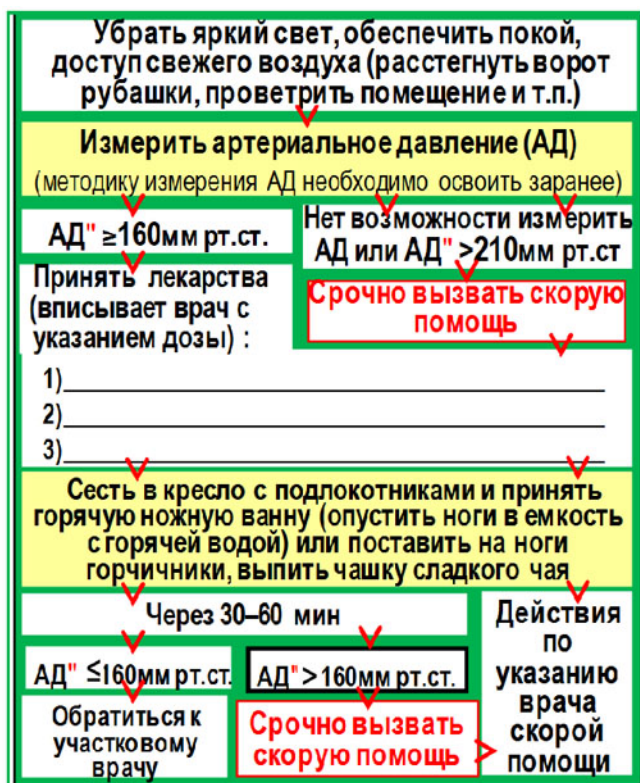 Убрать яркий свет, обеспечить покой,
доступ свежего воздуха (расстегнуть ворот
рубашки, проветрить помещение и т.п.)
Измерить артериальное давление (АД)
(методику измерения АД необходимо освоить заранее)
АД" ≥160мм рт.ст.
Нет возможности измерить
АД или АД" >210мм рт.ст
Принять лекарства
(вписывает врач с
указанием дозы) :
Срочно вызвать скорую
помощь
1)
2)
3)
Сесть в кресло с подлокотниками и принять
горячую ножную ванну (опустить ноги в емкость
с горячей водой) или поставить на ноги
горчичники, выпить чашку сладкого чая
Через 30–60 мин
АД" ≤160мм рт.ст.
АД" > 160мм рт.ст.
Обратиться к
участковому
врачу
Срочно вызвать
скорую помощь
Действия
по
указанию
врача
скорой
помощи